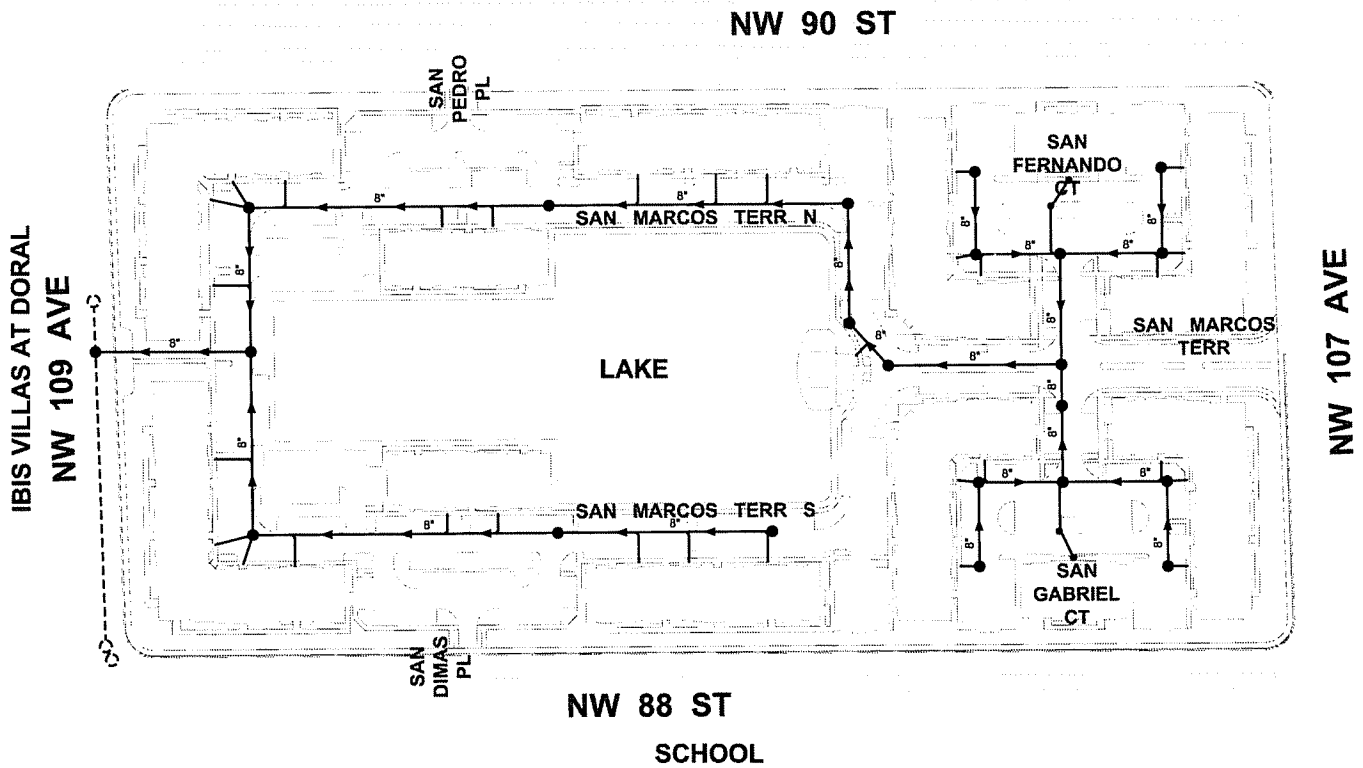 NW 90 ST
SAN
PEDRO
PL
SAN
FERNANDO
CT
8"
8"
8"
8"
SAN MARCOS TERR N
8"
8"
8"
8"
8"
IBIS VILLAS AT DORAL
NW 109 AVE
8"
8"
8"
8"
SAN MARCOS
TERR
NW 107 AVE
LAKE
8"
8"
8"
8"
8"
SAN MARCOS TERR S
8"
8"
8"
8"
SAN
GABRIEL
CT
SAN
DIMAS
PL
NW 88 ST
SCHOOL